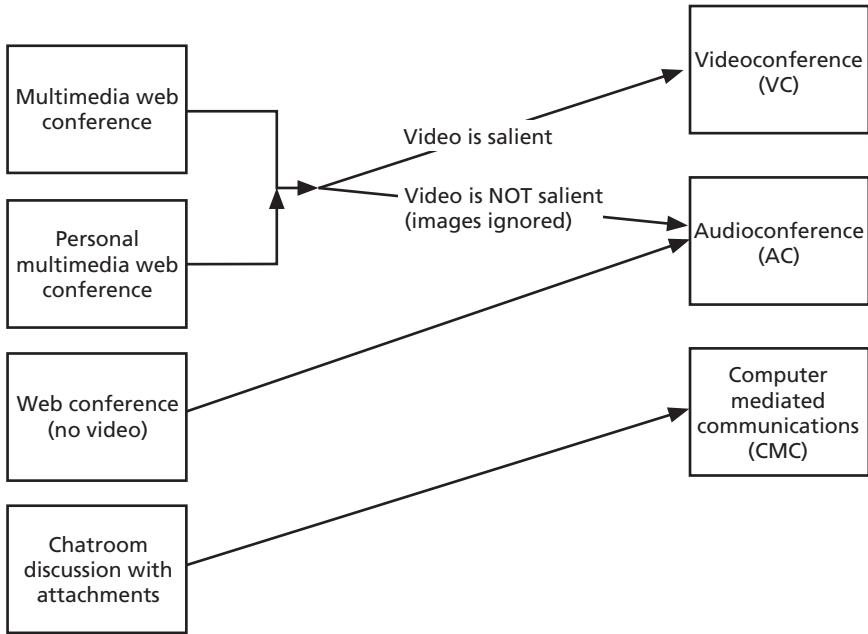 Multimedia web
conference
Personal
multimedia web
conference
Web conference
(no video)
Chatroom
discussion with
attachments
Video is salient
Video is NOT salient
(images ignored)
Videoconference
(VC)
Audioconference
(AC)
Computer
mediated
communications
(CMC)